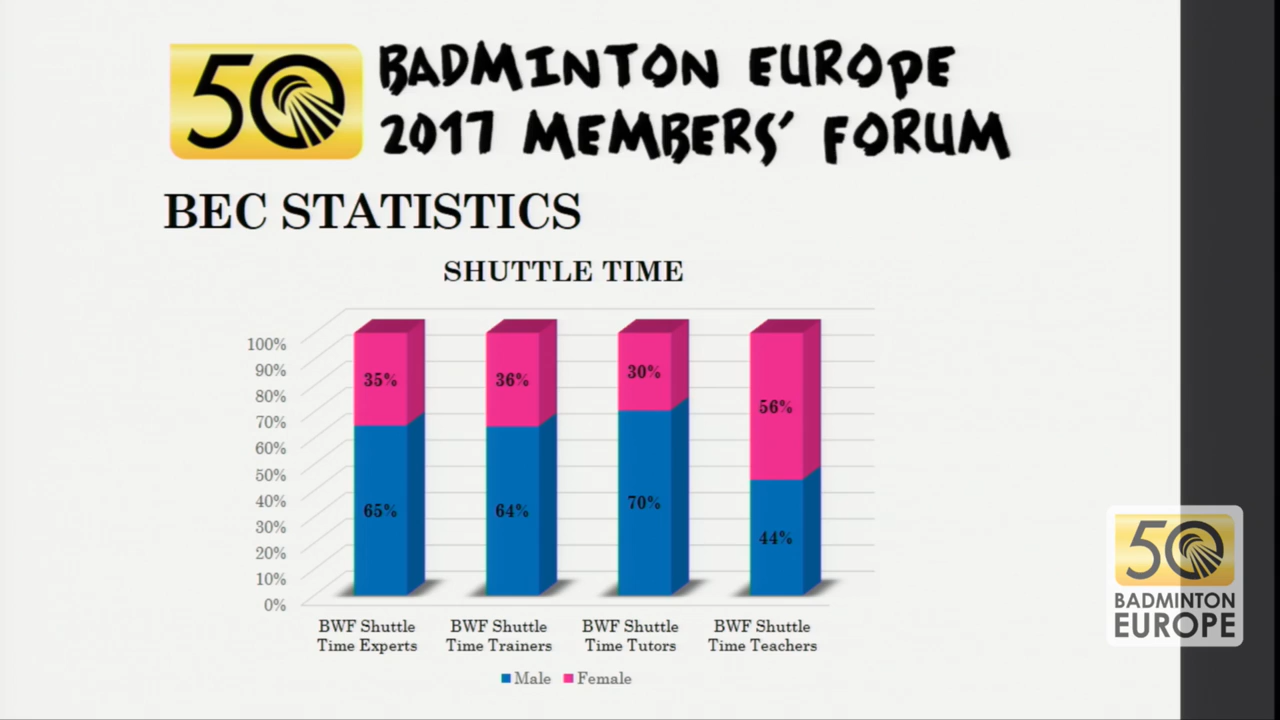 50 BADMINTON EUROPE
2017 MEMBERS' FORUM
BEC STATISTICS
SHUTTLE TIME
100%
90%
80%
70%
60%
50%
40%
30%
20%
10%
0%
35% 36% 30% 56%
65% 64% 70% 44%
BWF Shuttle Time Experts
BWF Shuttle Time Trainers
BWF Shuttle Time Tutors
BWF Shuttle Time Teachers
Male Female
50
BADMINTON
EUROPE